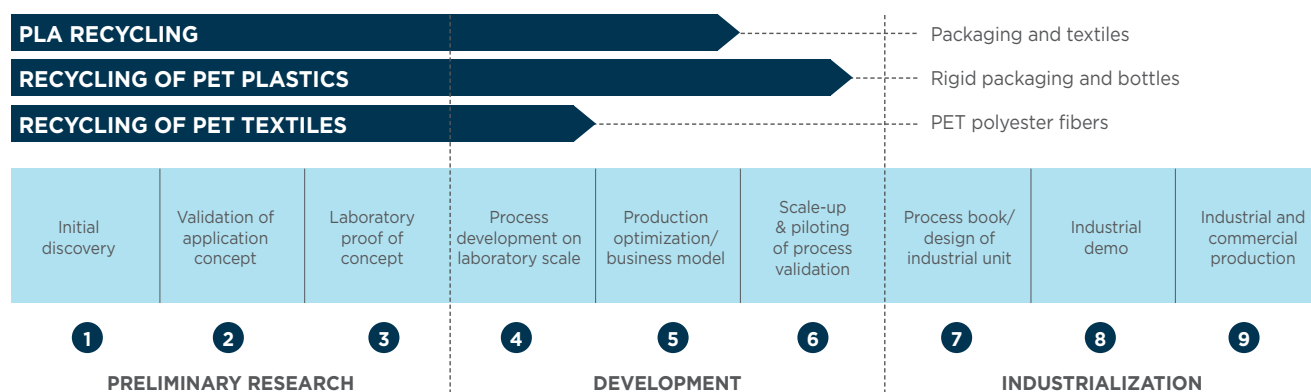 PLA RECYCLING
Packaging and textiles
RECYCLING OF PET PLASTICS
Rigid packaging and bottles
RECYCLING OF PET TEXTILES
PET polyester fibers
Initial
discovery
Validation of
application
concept
Laboratory
proof of
concept
Process
development on
laboratory scale
Production
optimization/
business model
Scale-up
& piloting
of process
validation
Process book/
design of
industrial unit
Industrial
demo
Industrial and
commercial
production
1
2
3
4
5
6
7
8
9
PRELIMINARY RESEARCH
DEVELOPMENT
INDUSTRIALIZATION